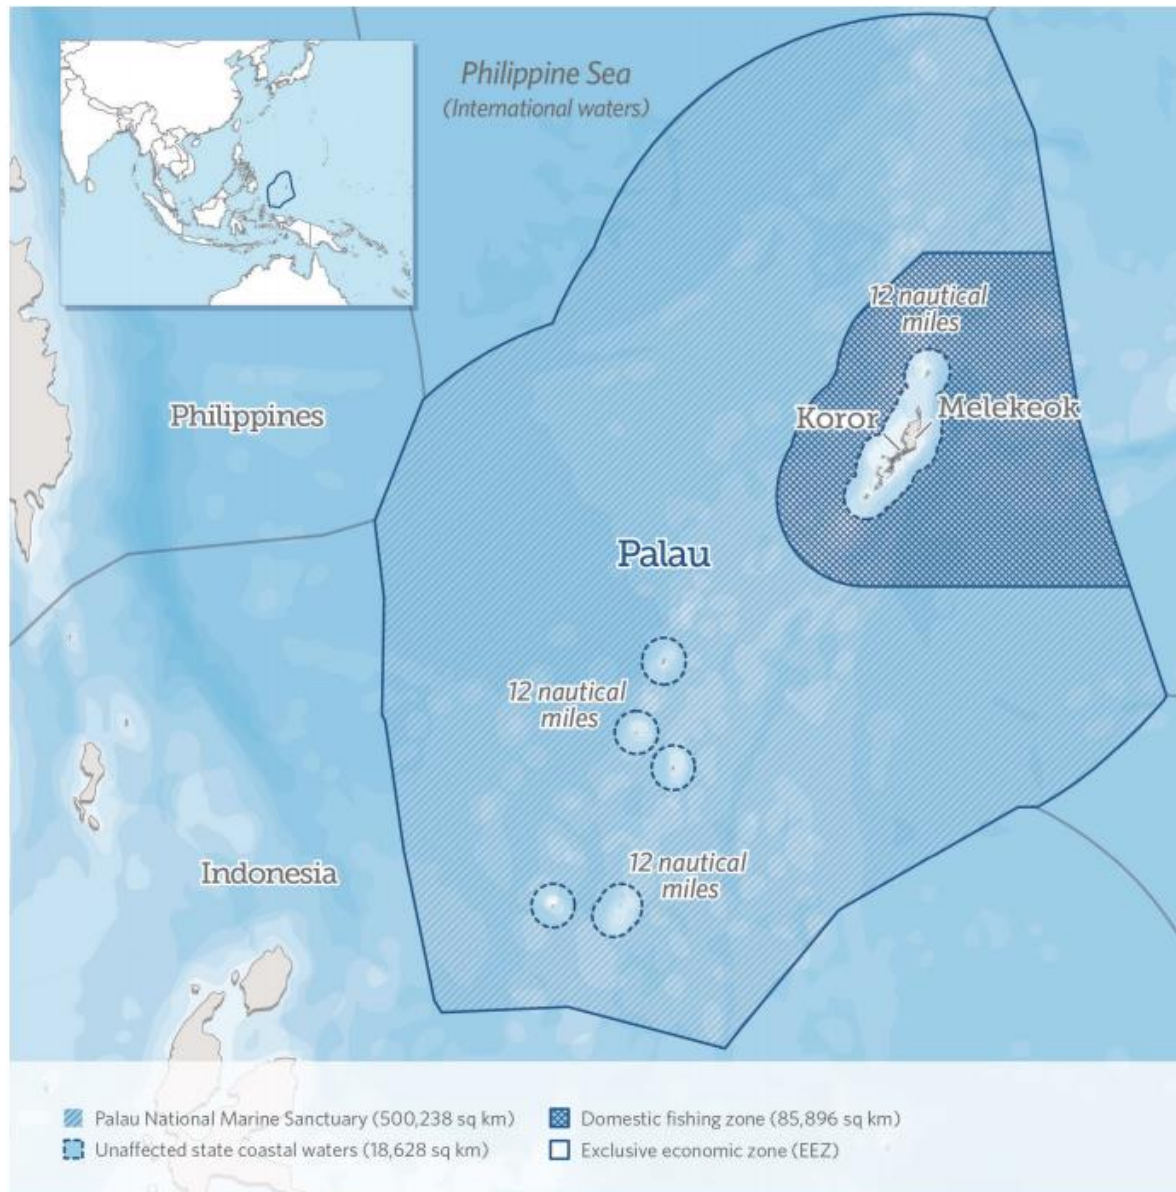 Philippine Sea
(International waters)
12 nautical
miles
Koror
Melekeok
Philippines
Palau
12 nautical
miles
12 nautical
miles
Indonesia
Palau National Marine Sanctuary (500,238 sq km)
Domestic fishing zone (85,896 sq km)
Unaffected state coastal waters (18,628 sq km)
Exclusive economic zone (EEZ)